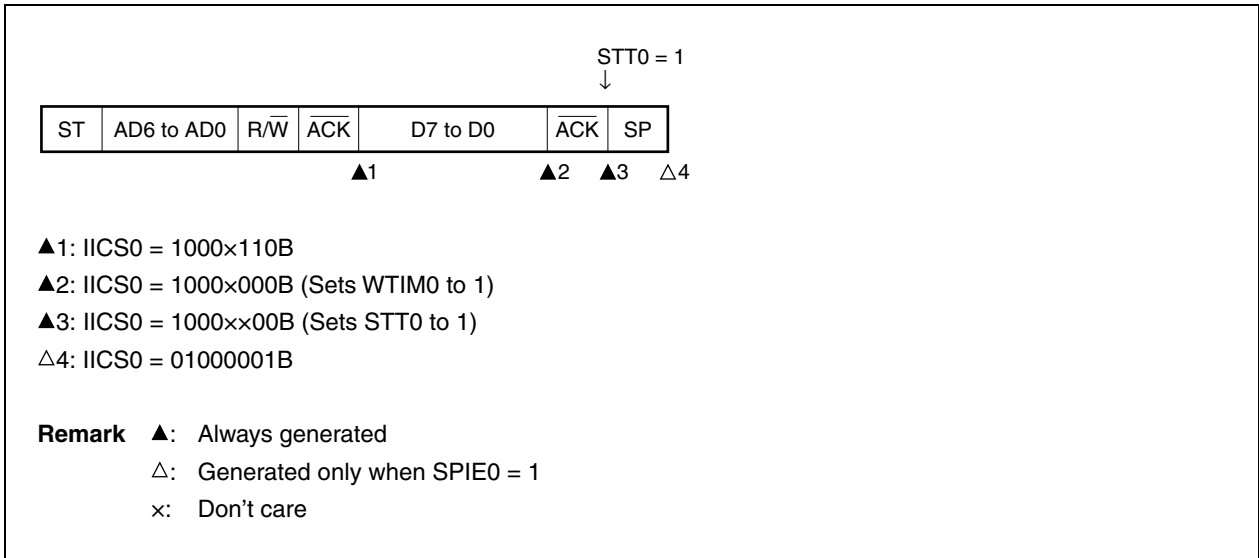 STT0 = 1
↓
ST AD6 to AD0 R/W̅ A̅C̅K̅ D7 to D0 A̅C̅K̅ SP
▲1 ▲2 ▲3 △4
▲1: IICS0 = 1000×110B
▲2: IICS0 = 1000×000B (Sets WTIM0 to 1)
▲3: IICS0 = 1000××00B (Sets STT0 to 1)
△4: IICS0 = 01000001B
Remark ▲: Always generated
△: Generated only when SPIE0 = 1
×: Don't care